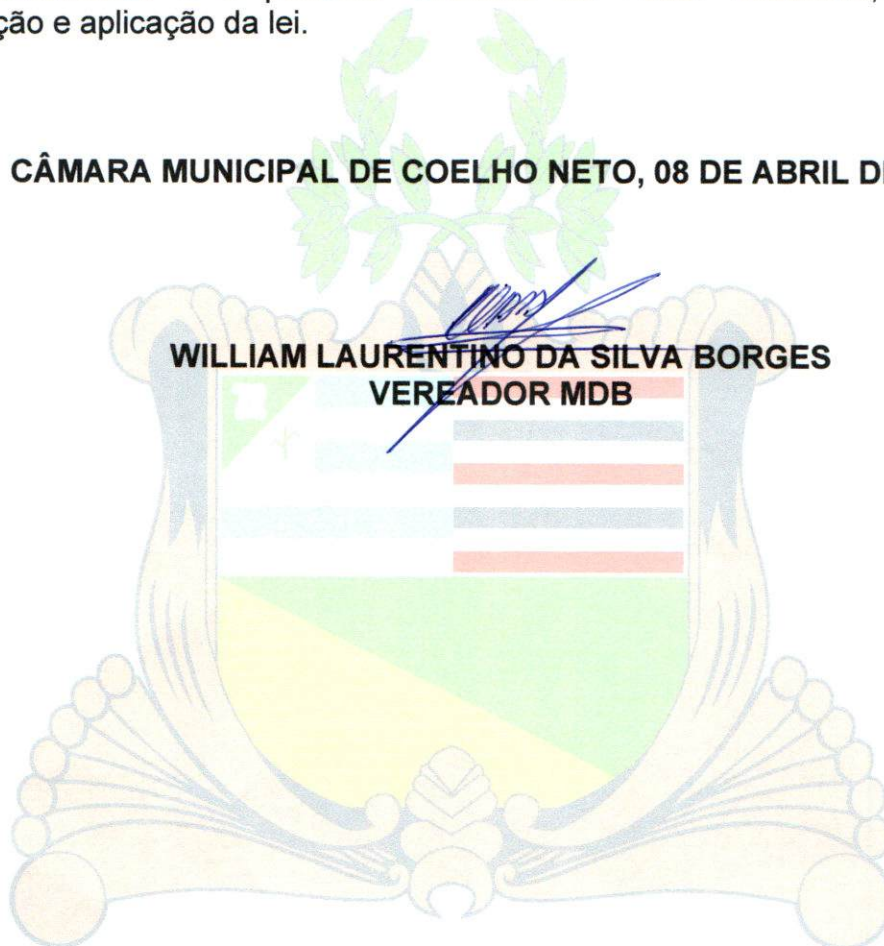 ção e aplicação da lei.
CÂMARA MUNICIPAL DE COELHO NETO, 08 DE ABRIL
WILLIAM LAURENTINO DA SILVA BORGES
VEREADOR MDB